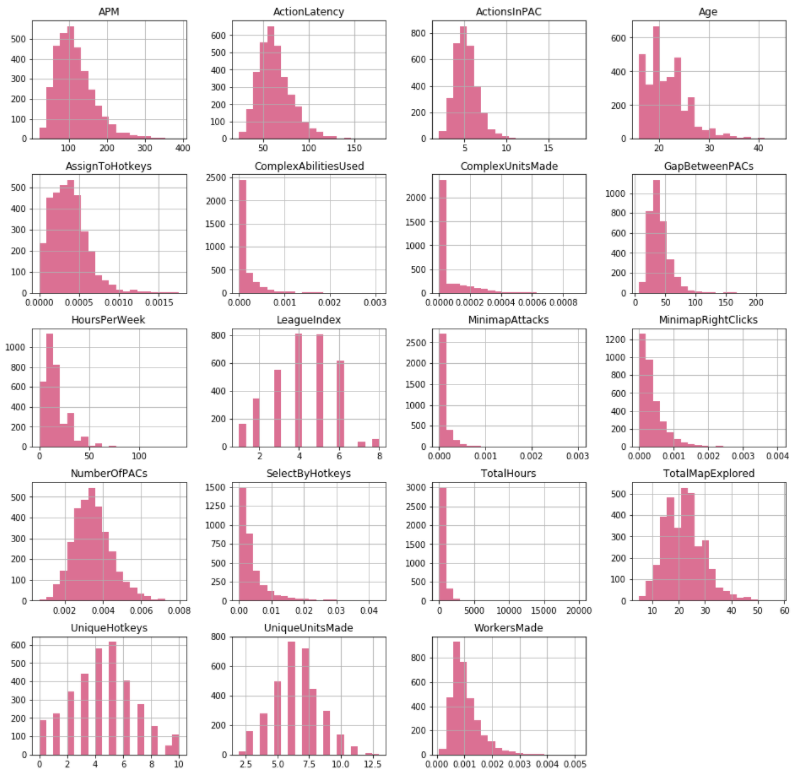 APM ActionLatency ActionsInPAC Age
500 400 300 200 100 0
600 500 400 300 200 100 0
800 600 400 200 0
600 400 200 0
100 200 300 400
50 100 150
5 10 15
20 30 40
AssignToHotkeys ComplexAbilitiesUsed ComplexUnitsMade GapBetweenPACs
500 400 300 200 100 0
2500 2000 1500 1000 500 0
2000 1500 1000 500 0
1000 800 600 400 200 0
0.0000 0.0005 0.0010 0.0015
0.000 0.001 0.002 0.003
0.0000 0.0002 0.0004 0.0006 0.0008
0 50 100 150 200
HoursPerWeek LeagueIndex MinimapAttacks MinimapRightClicks
1000 800 600 400 200 0
800 600 400 200 0
2500 2000 1500 1000 500 0
1200 1000 800 600 400 200 0
0 50 100
2 4 6 8
0.000 0.001 0.002 0.003
0.000 0.001 0.002 0.003 0.004
NumberOfPACs SelectByHotkeys TotalHours TotalMapExplored
500 400 300 200 100 0
1500 1250 1000 750 500 250 0
3000 2500 2000 1500 1000 500 0
500 400 300 200 100 0
0.002 0.004 0.006 0.008
0.00 0.01 0.02 0.03 0.04
0 5000 10000 15000 20000
10 20 30 40 50 60
UniqueHotkeys UniqueUnitsMade WorkersMade
600 500 400 300 200 100 0
800 600 400 200 0
800 600 400 200 0
0 2 4 6 8 10
2.5 5.0 7.5 10.0 12.5
0.000 0.001 0.002 0.003 0.004 0.005